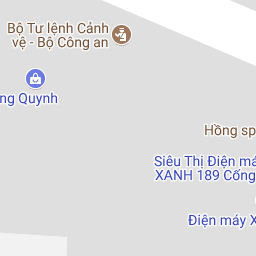 Bộ Tư lệnh Cảnh
vệ - Bộ Công an
ng Quynh
Hồng sp
Siêu Thị Điện má
XANH 189 Cống
Điện máy X